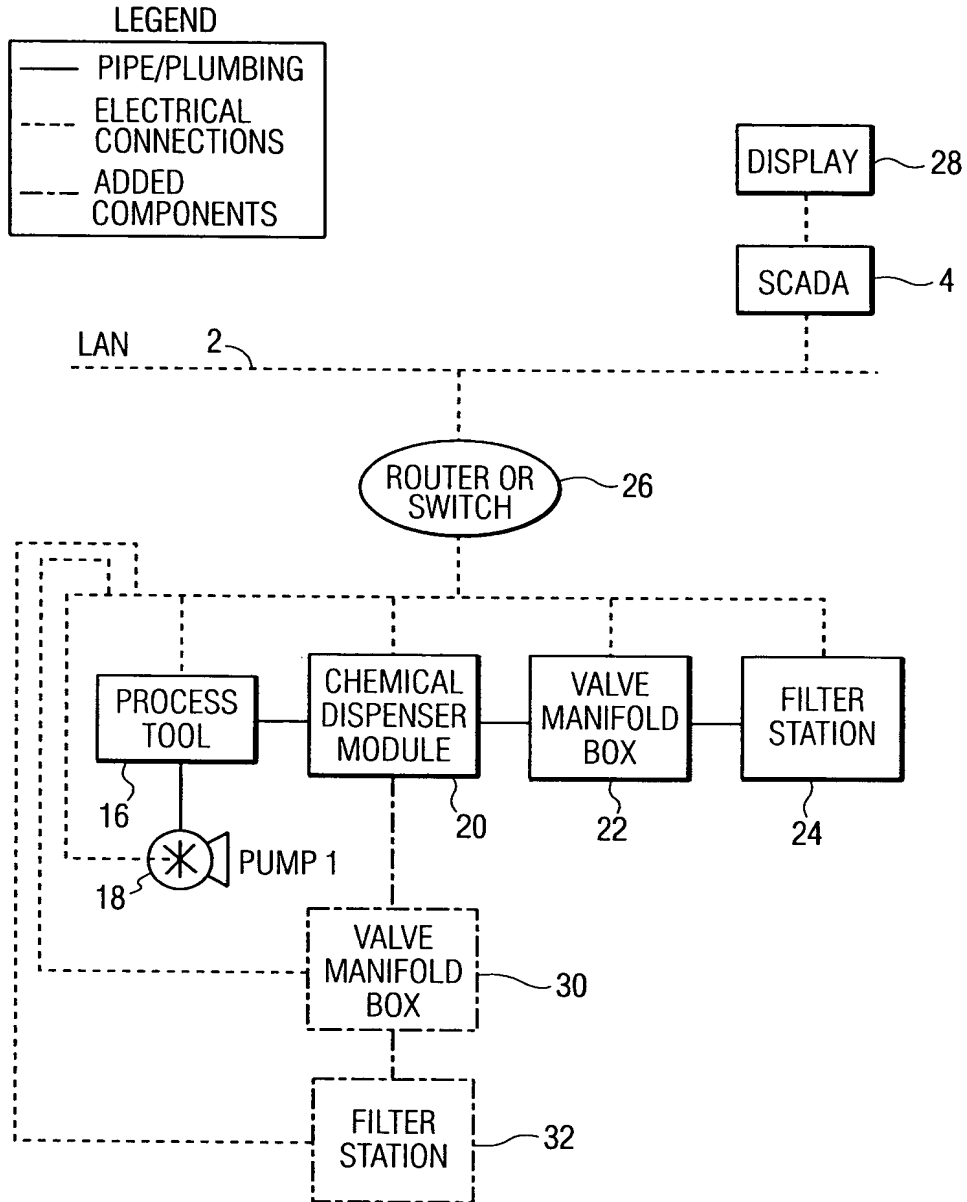 LEGEND
PIPE/PLUMBING
ELECTRICAL
CONNECTIONS
ADDED
COMPONENTS
DISPLAY
28
SCADA
4
LAN
2
ROUTER OR
SWITCH
26
PROCESS
TOOL
16
CHEMICAL
DISPENSER
MODULE
20
VALVE
MANIFOLD
BOX
22
FILTER
STATION
24
18
PUMP 1
VALVE
MANIFOLD
BOX
30
FILTER
STATION
32